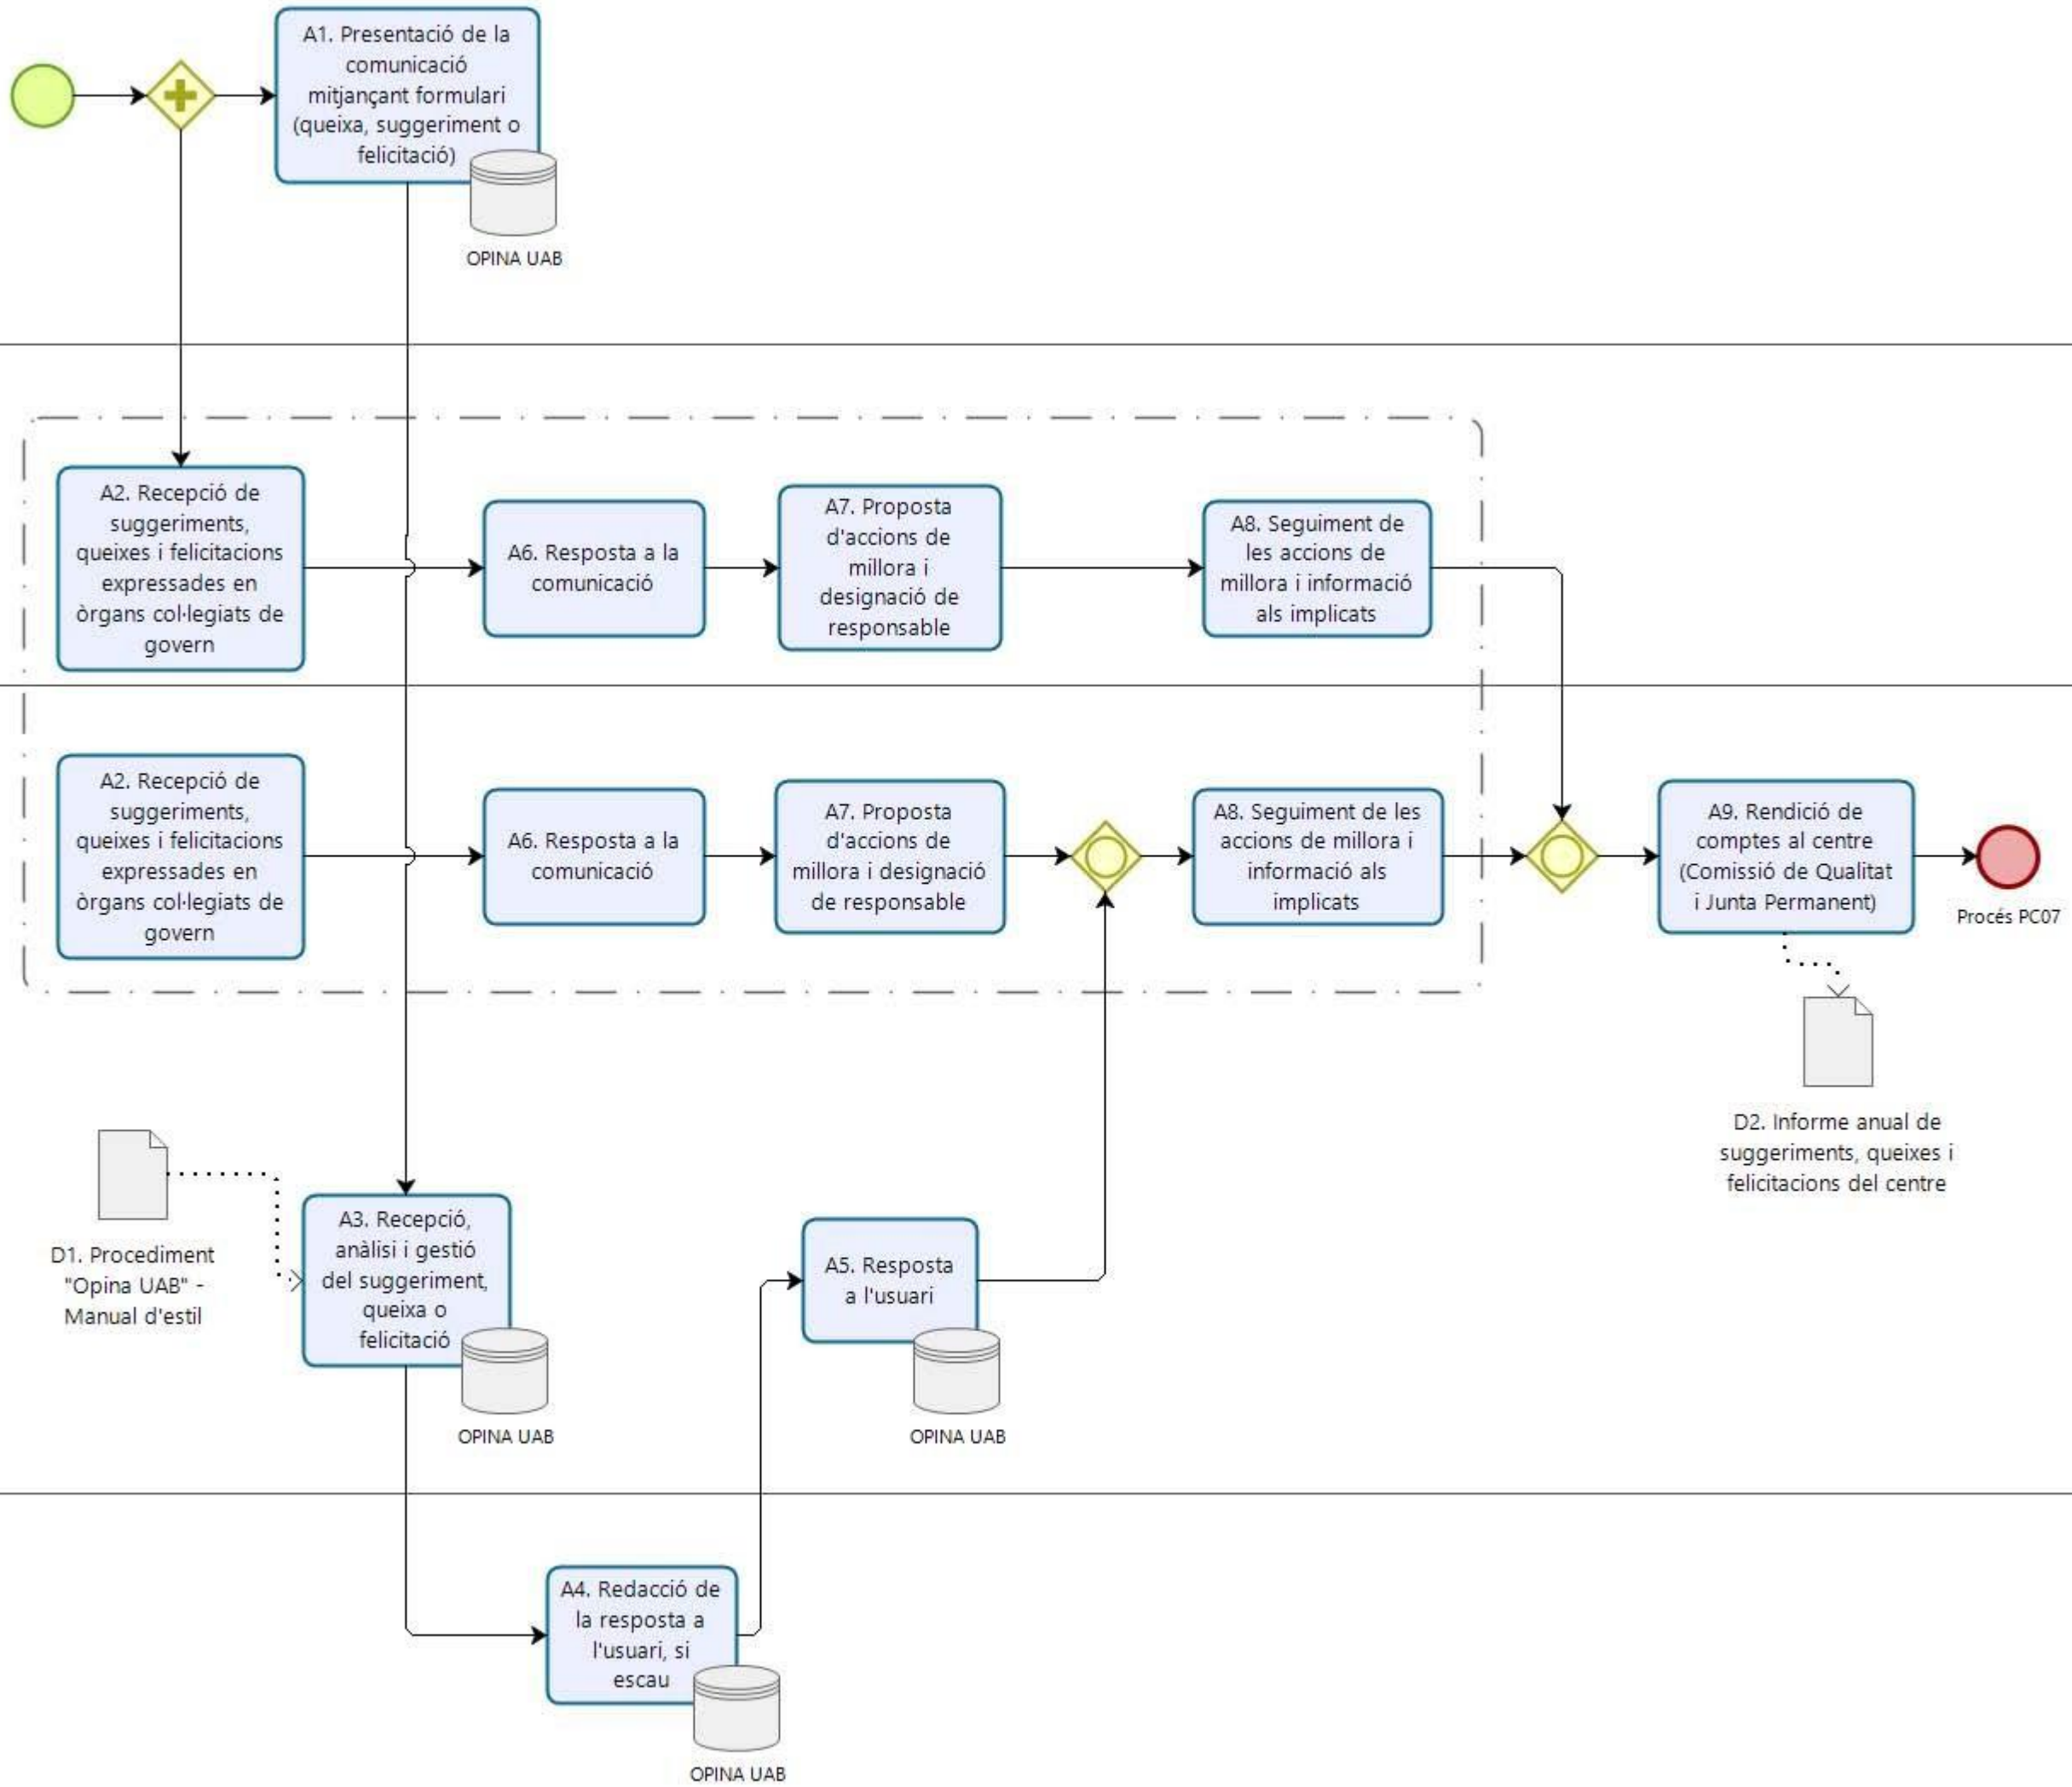 A1. Presentació de la
comunicació
mitjançant formulari
(queixa, suggeriment o
felicitació)
OPINA UAB
A2. Recepció de
suggeriments,
queixes i felicitacions
expressades en
òrgans col·legiats de
govern
A6. Resposta a la
comunicació
A7. Proposta
d'accions de
millora i
designació de
responsable
A8. Seguiment de
les accions de
millora i informació
als implicats
A2. Recepció de
suggeriments,
queixes i felicitacions
expressades en
òrgans col·legiats de
govern
A6. Resposta a la
comunicació
A7. Proposta
d'accions de
millora i designació
de responsable
A8. Seguiment de les
accions de millora i
informació als
implicats
A9. Rendició de
comptes al centre
(Comissió de Qualitat
i Junta Permanent)
Procés PC07
D2. Informe anual de
suggeriments, queixes i
felicitacions del centre
D1. Procediment
"Opina UAB" -
Manual d'estil
A3. Recepció,
anàlisi i gestió
del suggeriment,
queixa o
felicitació
OPINA UAB
A5. Resposta
a l'usuari
OPINA UAB
A4. Redacció de
la resposta a
l'usuari, si
escau
OPINA UAB